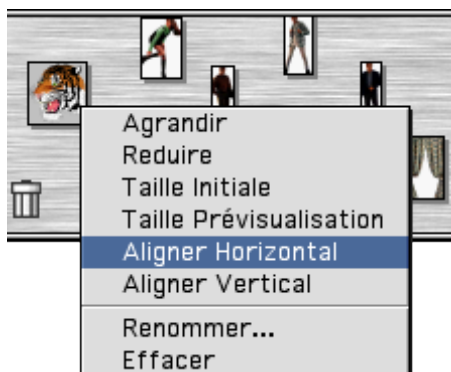 Agrandir
Reduire
Taille Initiale
Taille Prévisualisation
Aligner Horizontal
Aligner Vertical
Renommer...
Effacer